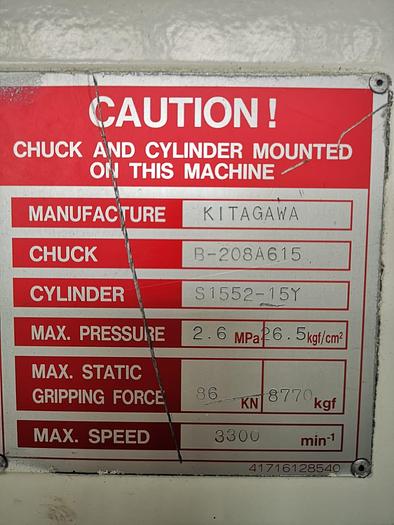 CAUTION!
CHUCK AND CYLINDER MOUNTED
ON THIS MACHINE
MANUFACTURE KITAGAWA
CHUCK B-208A615
CYLINDER S1552-15Y
MAX. PRESSURE 2.6 MPa 26.5 kgf/cm²
MAX. STATIC
GRIPPING FORCE 86 KN 8770 kgf
MAX. SPEED 3300 min⁻¹
41716128540